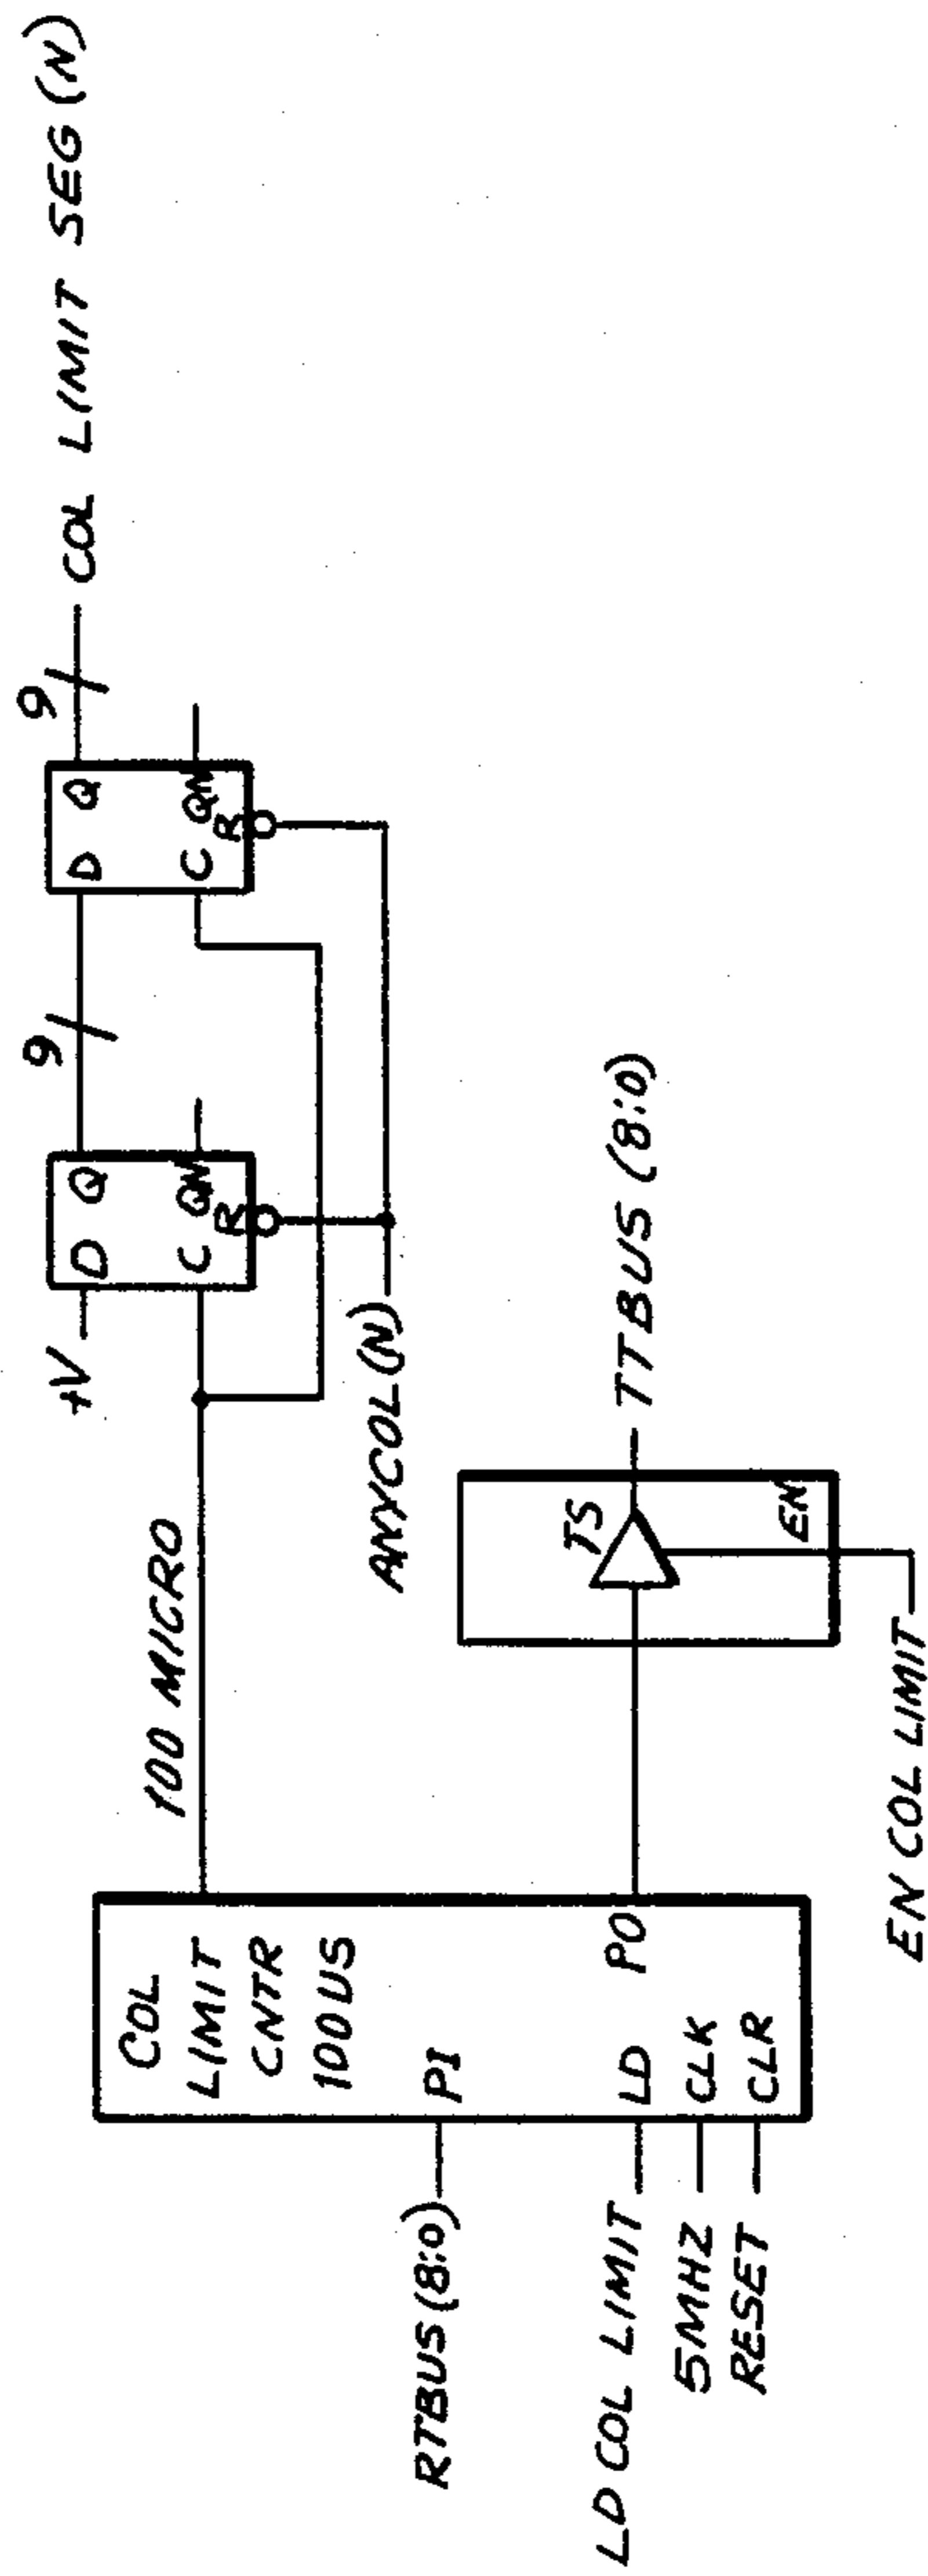 COL
LIMIT
CNTR
100US
PI
LD PO
CLK
CLR
RTBUS (8:0)
LD COL LIMIT
5MHZ
RESET
100 MICRO
+V
D Q
C QN
R
9
D Q
C QN
R
9
COL LIMIT SEG (N)
ANYCOL (N)
TS
EN
TTBUS (8:0)
EN COL LIMIT